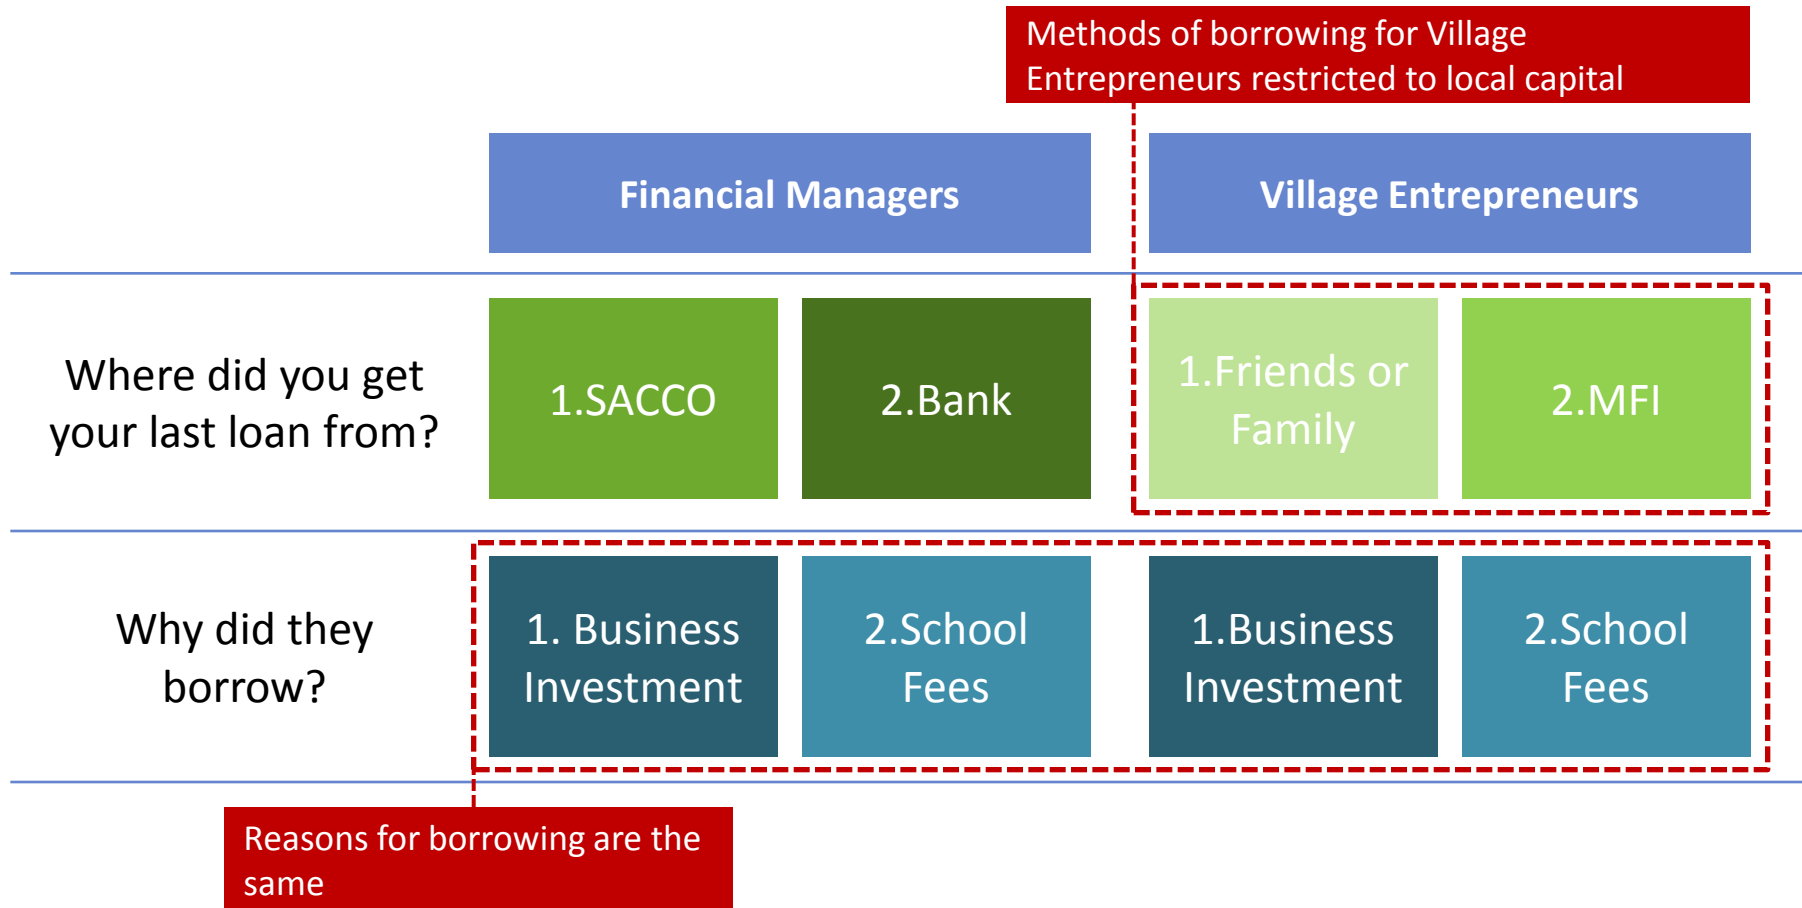 Methods of borrowing for Village
Entrepreneurs restricted to local capital
Financial Managers
Village Entrepreneurs
Where did you get
your last loan from?
1.SACCO
2.Bank
1.Friends or
Family
2.MFI
Why did they
borrow?
1. Business
Investment
2.School
Fees
1.Business
Investment
2.School
Fees
Reasons for borrowing are the
same